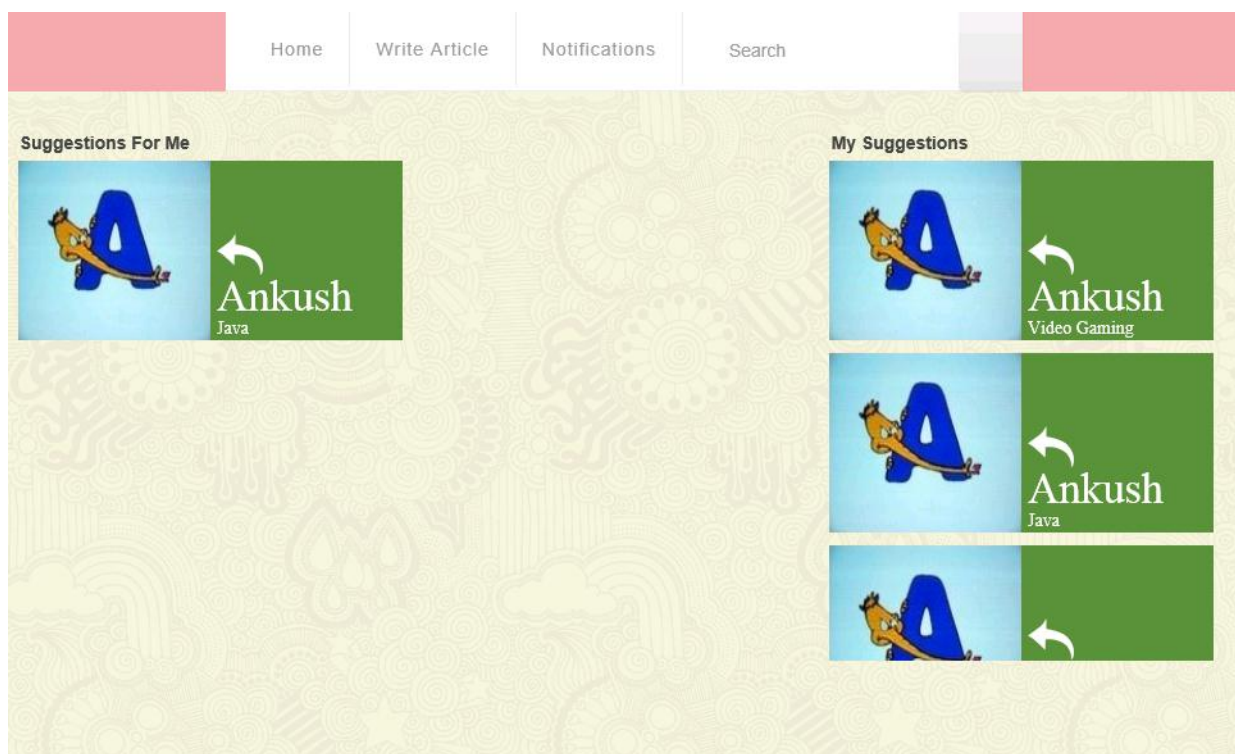 Home Write Article Notifications Search
Suggestions For Me
A
Ankush
Java
My Suggestions
A
Ankush
Video Gaming
A
Ankush
Java
A